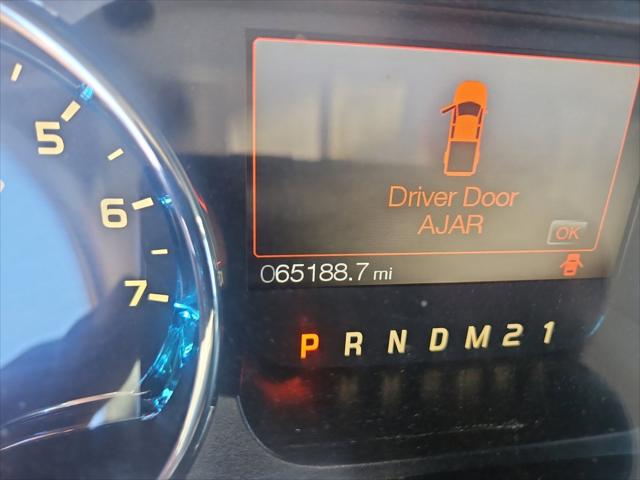 5
6
7
Driver Door
AJAR
OK
065188.7 mi
P R N D M 2 1